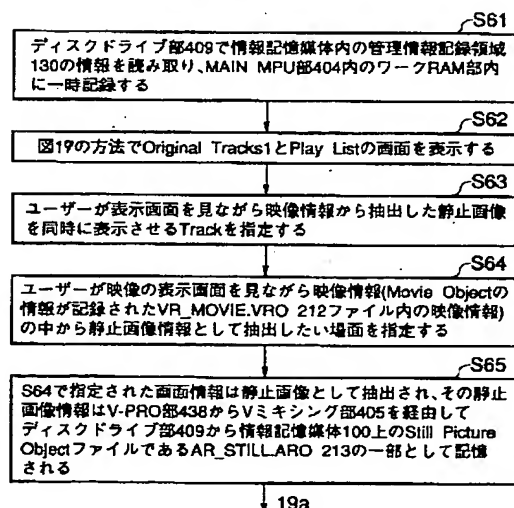 S61
ディスクドライブ部409で情報記憶媒体内の管理情報記録領域
130の情報を読み取り、MAIN MPU部404内のワークRAM部内
に一時記録する
S62
図19の方法でOriginal Tracks1とPlay Listの画面を表示する
S63
ユーザーが表示画面を見ながら映像情報から抽出した静止画像
を同時に表示させるTrackを指定する
S64
ユーザーが映像の表示画面を見ながら映像情報(Movie Objectの
情報が記録されたVR_MOVIE.VRO 212ファイル内の映像情報)
の中から静止画像情報として抽出したい場面を指定する
S65
S64で指定された画面情報は静止画像として抽出され、その静止
画像情報はV-PRO部438からVミキシング部405を経由して
ディスクドライブ部409から情報記憶媒体100上のStill Picture
ObjectファイルであるAR_STILL.ARO 213の一部として記憶
される
19a